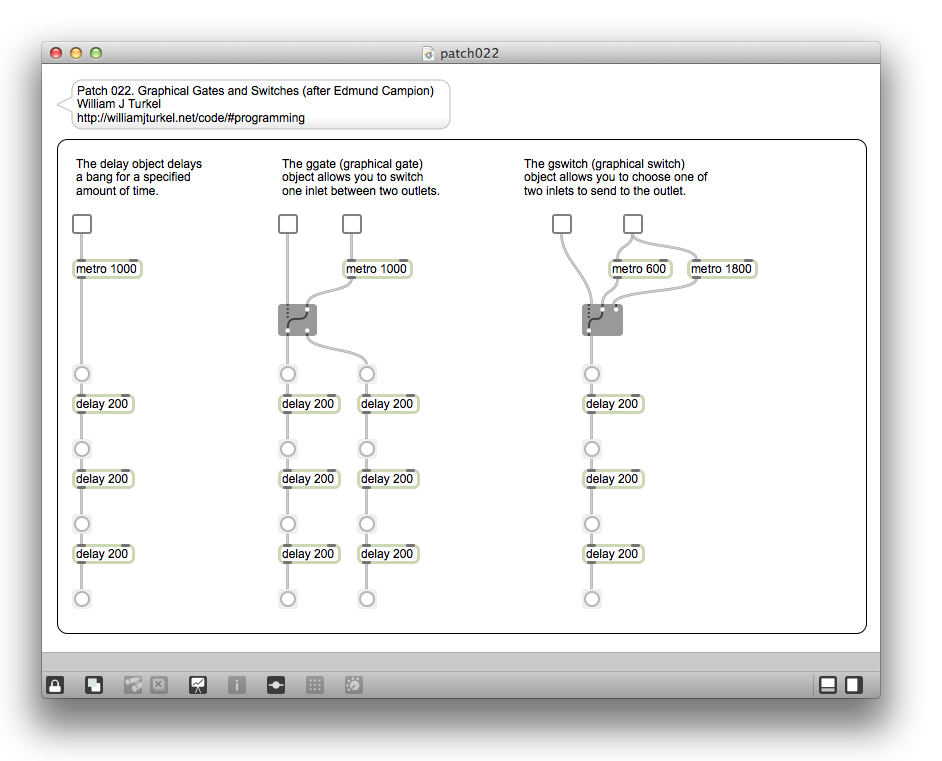 patch022
Patch 022. Graphical Gates and Switches (after Edmund Campion)
William J Turkel
http://williamjturkel.net/code/#programming
The delay object delays
a bang for a specified
amount of time.
The ggate (graphical gate)
object allows you to switch
one inlet between two outlets.
The gswitch (graphical switch)
object allows you to choose one of
two inlets to send to the outlet.
metro 1000
metro 1000
metro 600
metro 1800
delay 200
delay 200
delay 200
delay 200
delay 200
delay 200
delay 200
delay 200
delay 200
delay 200
delay 200
delay 200